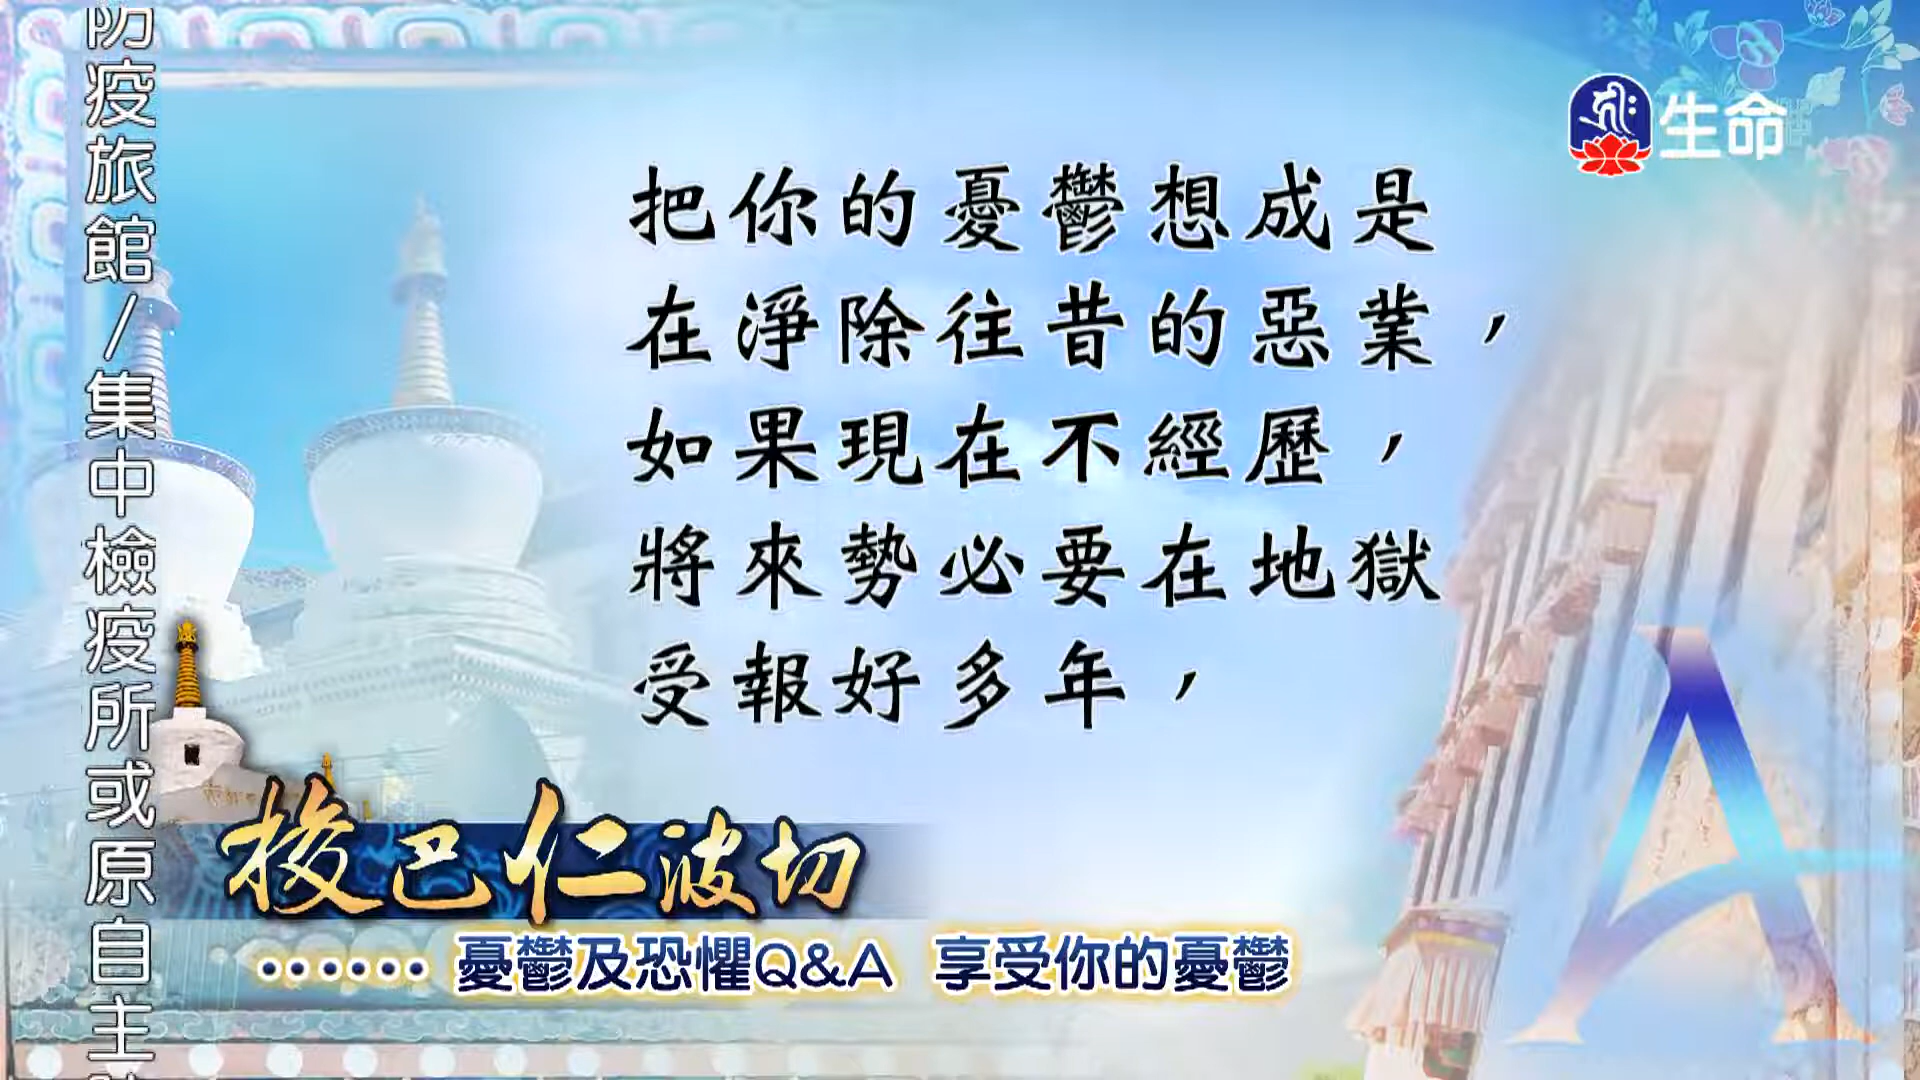 防疫旅館/集中檢疫所或原自主
生命
把你的憂鬱想成是
在淨除往昔的惡業，
如果現在不經歷，
將來勢必要在地獄
受報好多年，
梭巴仁波切
…… 憂鬱及恐懼Q&A 享受你的憂鬱
A